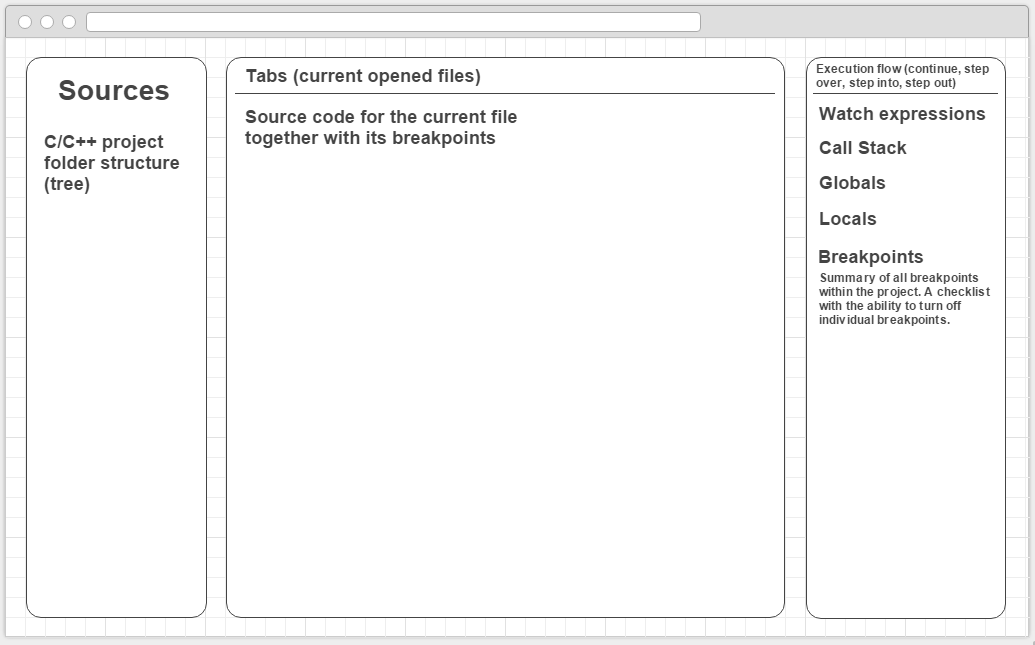 Sources
C/C++ project
folder structure
(tree)
Tabs (current opened files)
Source code for the current file
together with its breakpoints
Execution flow (continue, step
over, step into, step out)
Watch expressions
Call Stack
Globals
Locals
Breakpoints
Summary of all breakpoints
within the project. A checklist
with the ability to turn off
individual breakpoints.